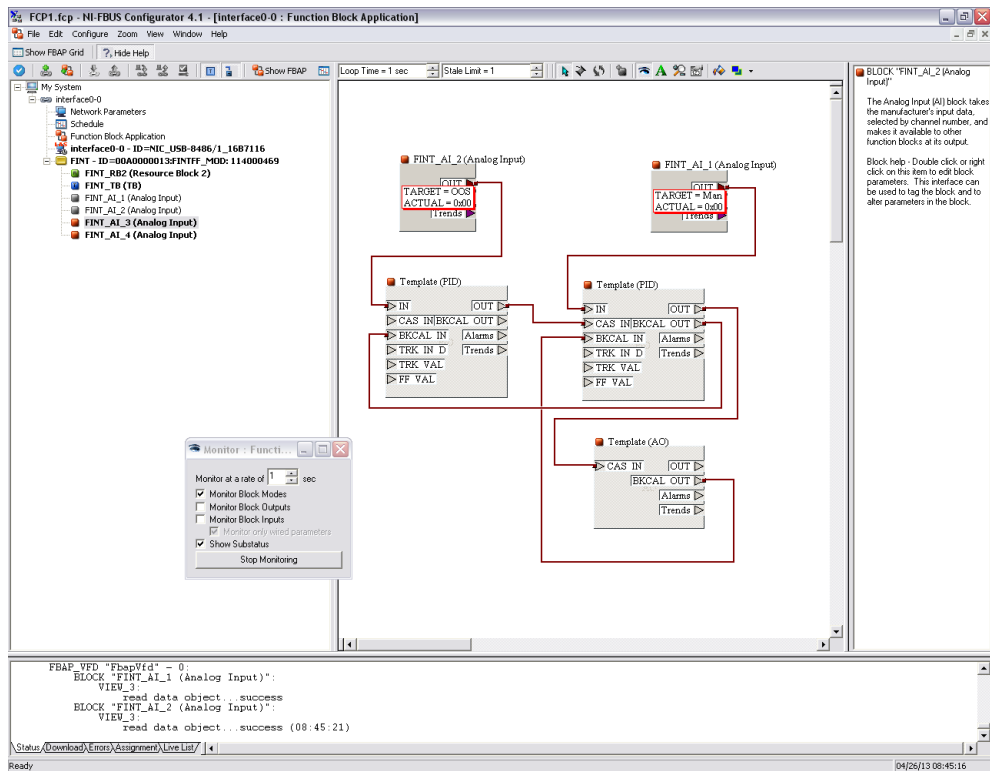 FCP1.fcp - NI-FBUS Configurator 4.1 - [interface0-0 : Function Block Application]
File Edit Configure Zoom View Window Help
Show FBAP Grid ? Hide Help
Show FBAP Loop Time = 1 sec Stale Limit = 1
My System
interface0-0
Network Parameters
Schedule
Function Block Application
interface0-0 - ID=NIC_USB-8486/1_16B7116
FINT - ID=00A0000013:FINTFF_MOD: 114000469
FINT_RB2 (Resource Block 2)
FINT_TB (TB)
FINT_AI_1 (Analog Input)
FINT_AI_2 (Analog Input)
FINT_AI_3 (Analog Input)
FINT_AI_4 (Analog Input)
FINT_AI_2 (Analog Input)
OUT
TARGET = OOS
ACTUAL = 0x00
Trends
FINT_AI_1 (Analog Input)
OUT
TARGET = Man
ACTUAL = 0x00
Trends
Template (PID)
IN OUT
CAS IN BKCAL OUT
BKCAL IN Alarms
TRK IN D Trends
TRK VAL
FF VAL
Template (PID)
IN OUT
CAS IN BKCAL OUT
BKCAL IN Alarms
TRK IN D Trends
TRK VAL
FF VAL
Template (AO)
CAS IN OUT
BKCAL OUT
Alarms
Trends
Monitor : Functi...
Monitor at a rate of 1 sec
Monitor Block Modes
Monitor Block Outputs
Monitor Block Inputs
Monitor only wired parameters
Show Substatus
Stop Monitoring
BLOCK "FINT_AI_2 (Analog
Input)"
The Analog Input (AI) block takes
the manufacturer's input data,
selected by channel number, and
makes it available to other
function blocks at its output.
Block help - Double click or right
click on this item to edit block
parameters. This interface can
be used to tag the block and to
alter parameters in the block.
FBAP_VFD "FbapVfd" - 0:
BLOCK "FINT_AI_1 (Analog Input)":
VIEW_3:
read data object...success
BLOCK "FINT_AI_2 (Analog Input)":
VIEW_3:
read data object...success (08:45:21)
Status Download Errors Assignment Live List
Ready 04/26/13 08:45:16